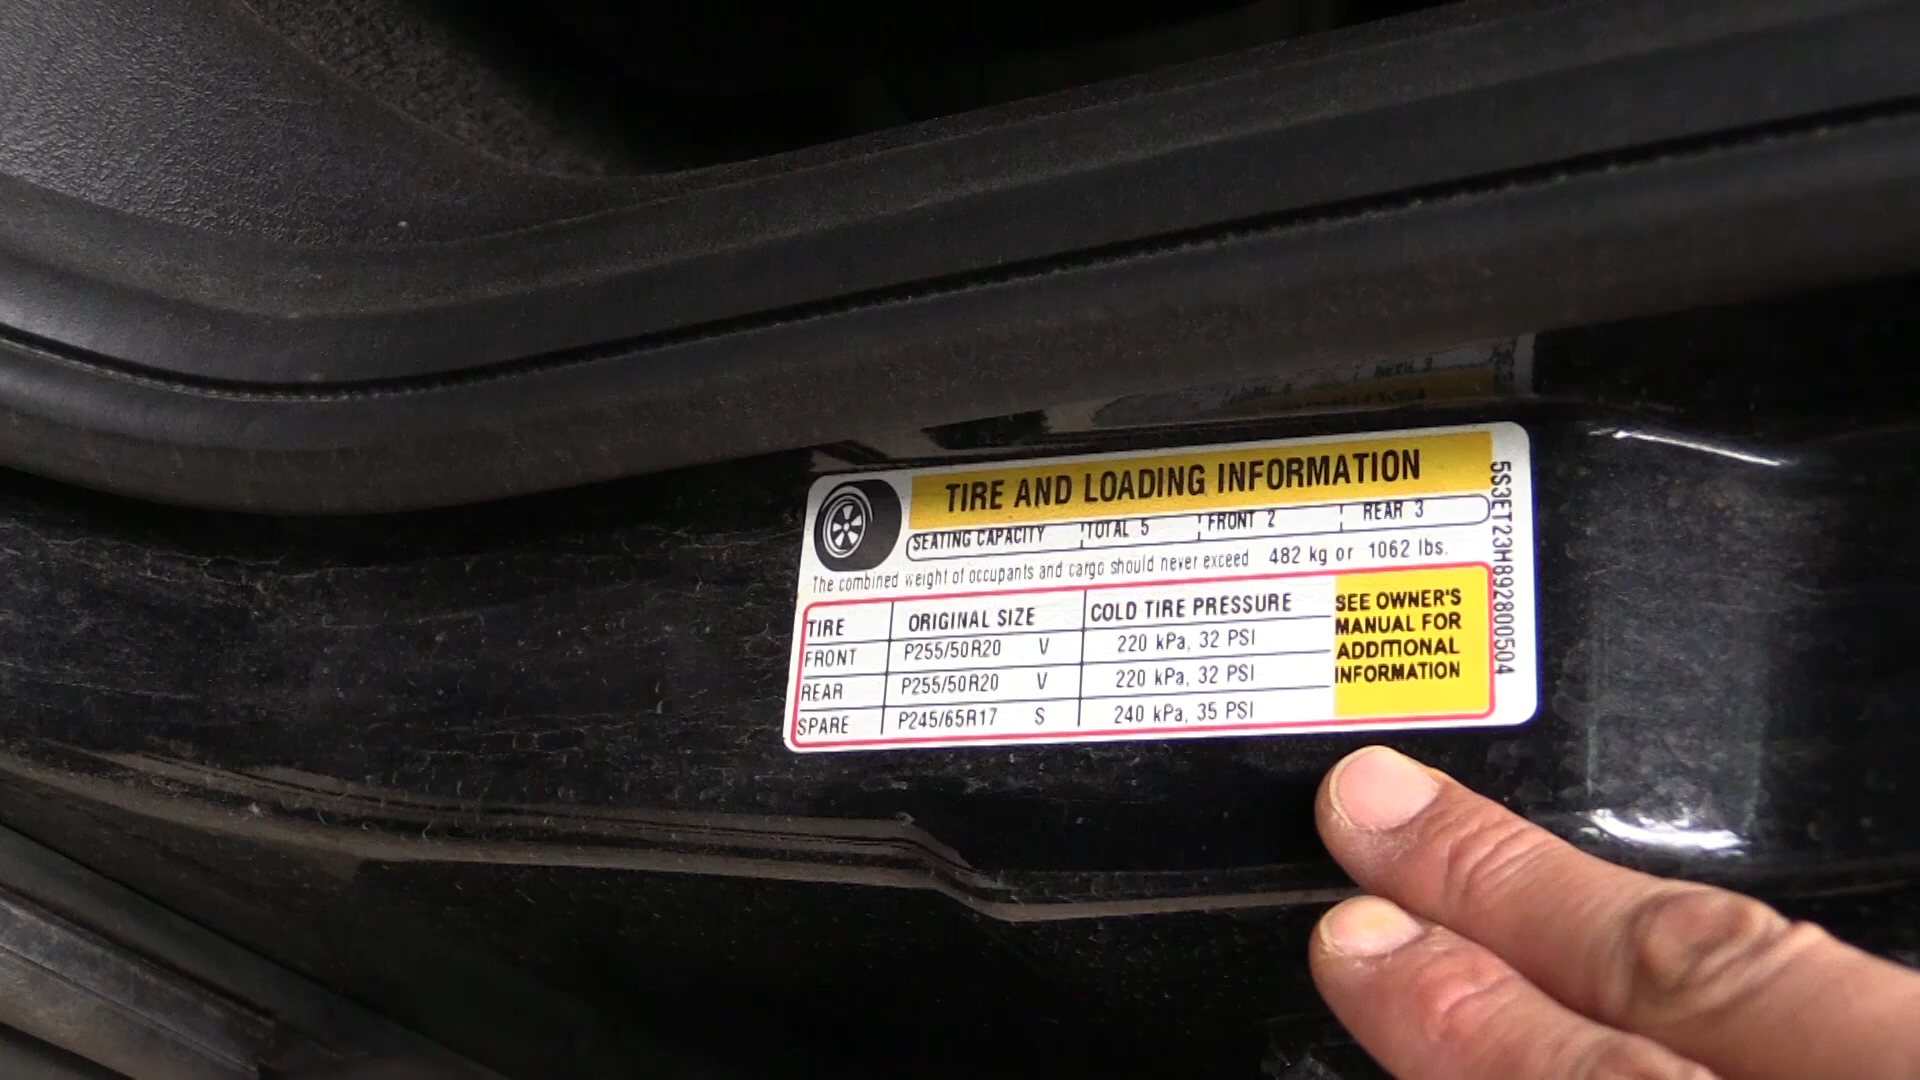 TIRE AND LOADING INFORMATION
SEATING CAPACITY TOTAL 5 FRONT 2 REAR 3
The combined weight of occupants and cargo should never exceed 482 kg or 1062 lbs.
TIRE ORIGINAL SIZE COLD TIRE PRESSURE
FRONT P255/50R20 V 220 kPa, 32 PSI
REAR P255/50R20 V 220 kPa, 32 PSI
SPARE P245/65R17 S 240 kPa, 35 PSI
SEE OWNER'S
MANUAL FOR
ADDITIONAL
INFORMATION
5S3ET23H892800504